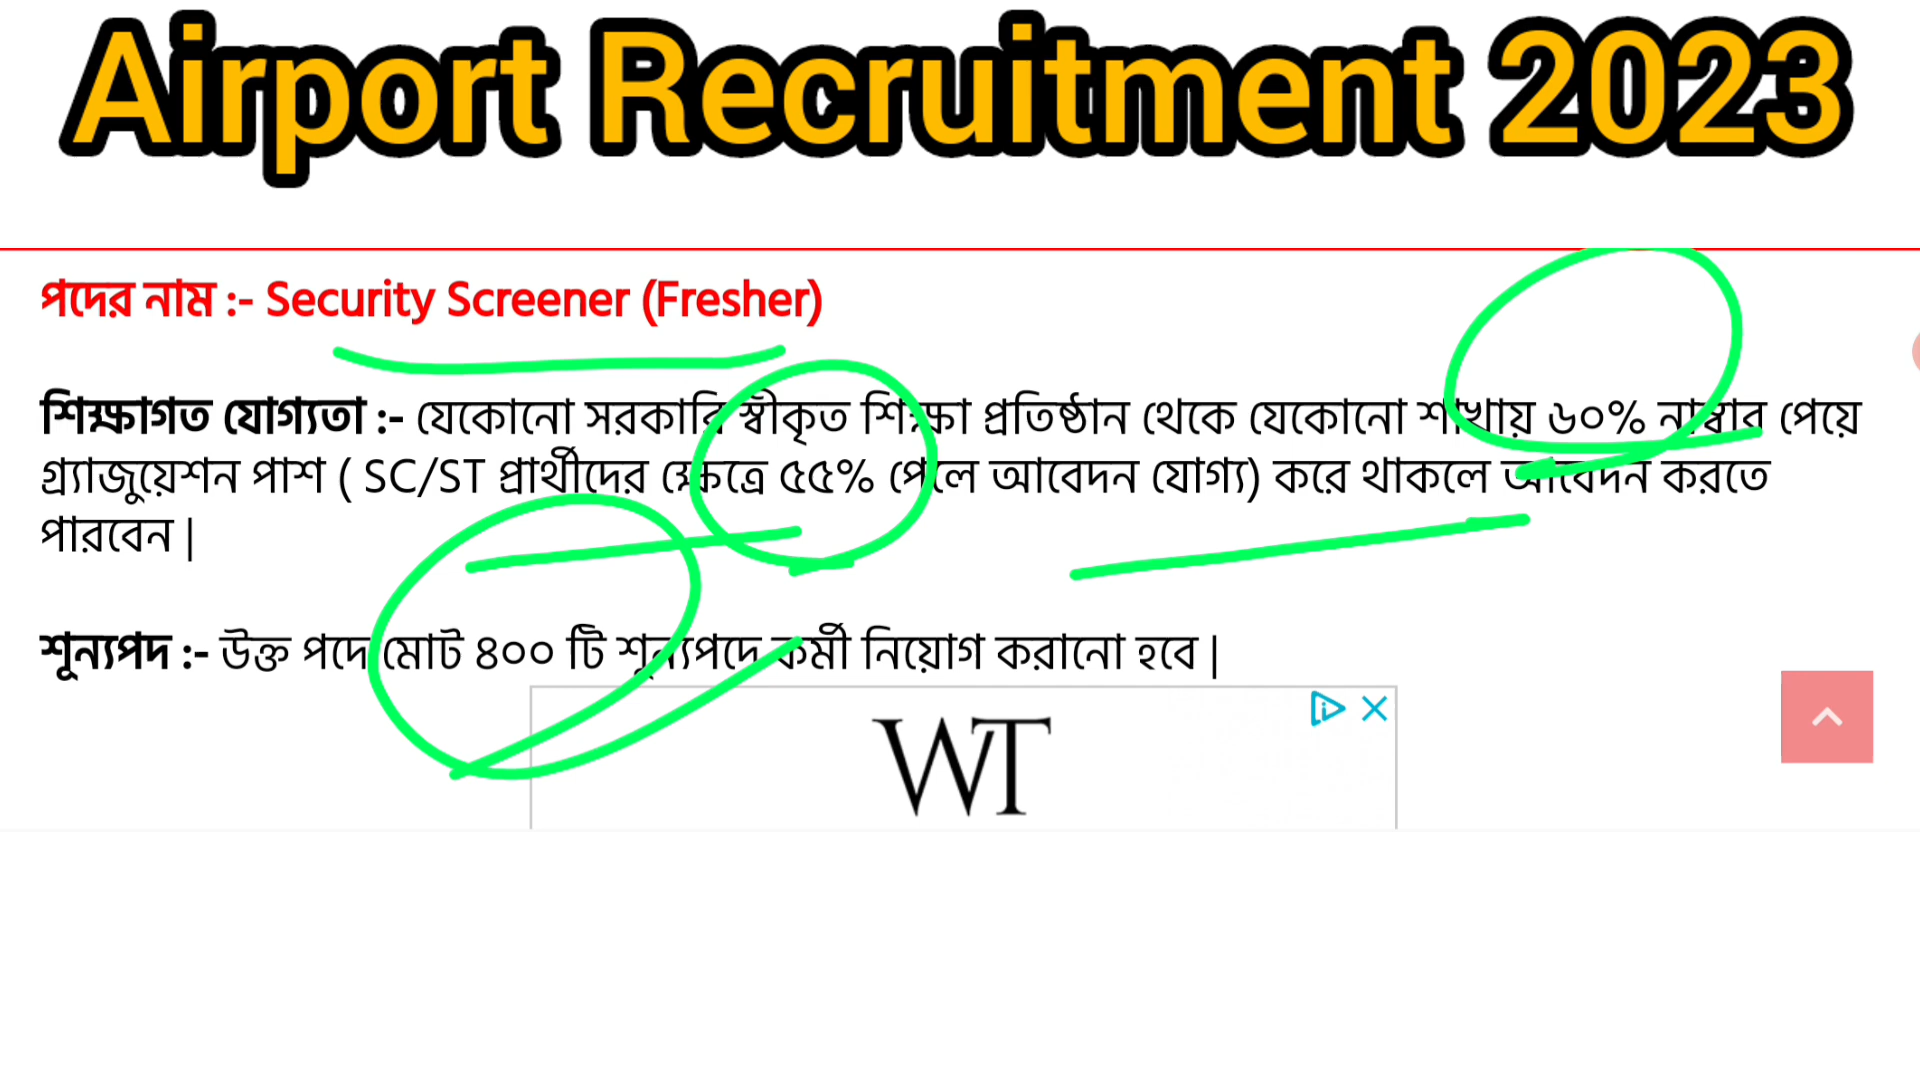 Airport Recruitment 2023
পদের নাম :- Security Screener (Fresher)
শিক্ষাগত যোগ্যতা :- যেকোনো সরকারি স্বীকৃত শিক্ষা প্রতিষ্ঠান থেকে যেকোনো শাখায় ৬০% নাম্বার পেয়ে
গ্র্যাজুয়েশন পাশ ( SC/ST প্রার্থীদের ক্ষেত্রে ৫৫% পেলে আবেদন যোগ্য) করে থাকলে আবেদন করতে
পারবেন |
শূন্যপদ :- উক্ত পদে মোট ৪০০ টি শূন্যপদে কর্মী নিয়োগ করানো হবে |
WT